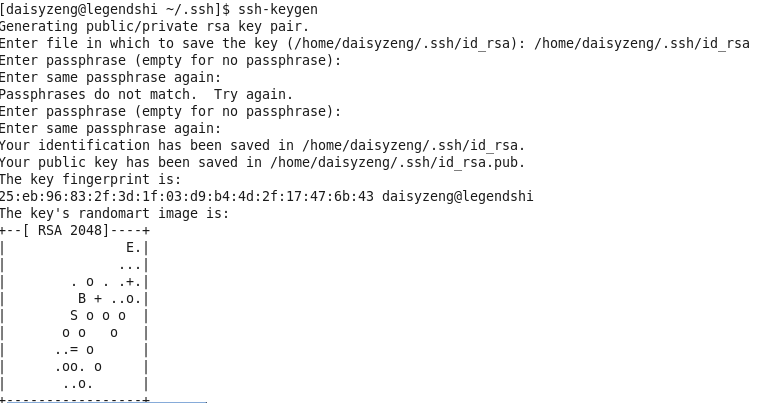 [daisyzeng@legendshi ~/.ssh]$ ssh-keygen
Generating public/private rsa key pair.
Enter file in which to save the key (/home/daisyzeng/.ssh/id_rsa): /home/daisyzeng/.ssh/id_rsa
Enter passphrase (empty for no passphrase):
Enter same passphrase again:
Passphrases do not match.  Try again.
Enter passphrase (empty for no passphrase):
Enter same passphrase again:
Your identification has been saved in /home/daisyzeng/.ssh/id_rsa.
Your public key has been saved in /home/daisyzeng/.ssh/id_rsa.pub.
The key fingerprint is:
25:eb:96:83:2f:3d:1f:03:d9:b4:4d:2f:17:47:6b:43 daisyzeng@legendshi
The key's randomart image is:
+--[ RSA 2048]----+
|               E.|
|              ...|
|        . o . .+.|
|         B + ..o.|
|        S o o o  |
|       o o   o   |
|      ..= o      |
|      .oo. o     |
|       ..o.      |
+-----------------+